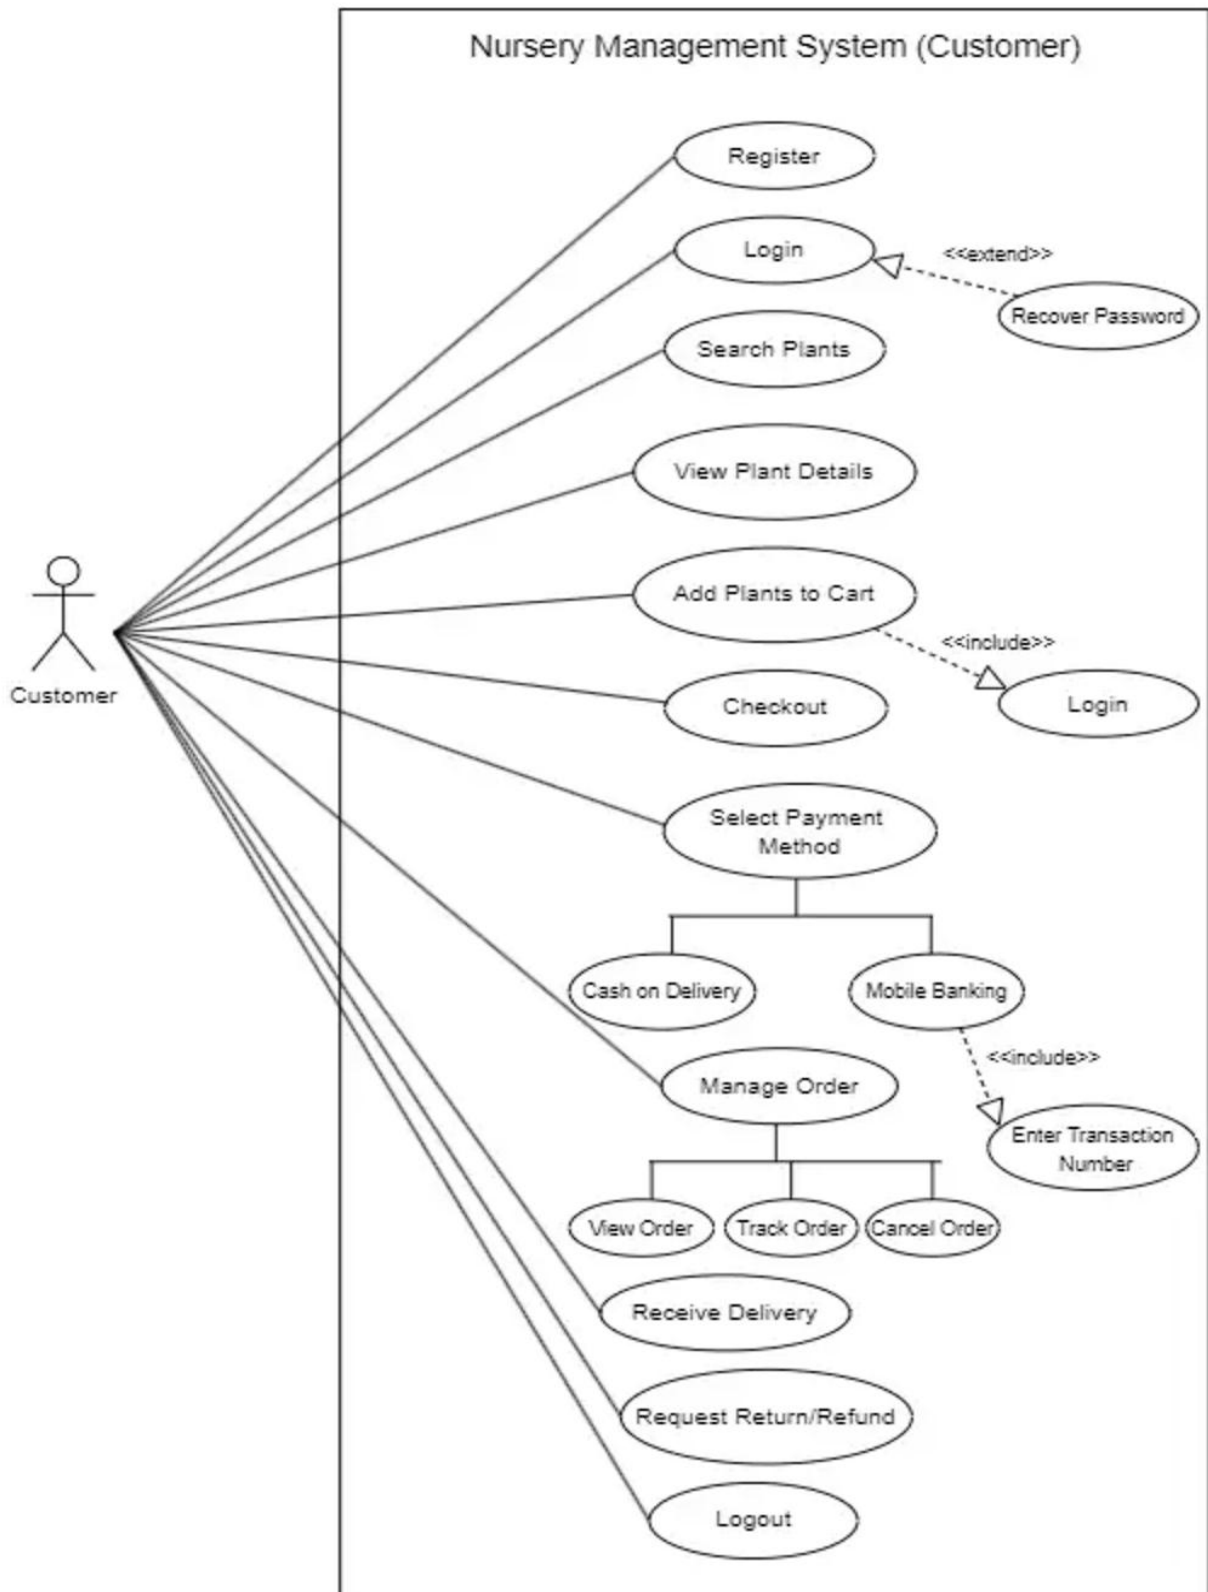 Nursery Management System (Customer)
Register
Login
<<extend>>
Recover Password
Search Plants
View Plant Details
Add Plants to Cart
<<include>>
Login
Customer
Checkout
Select Payment
Method
Cash on Delivery
Mobile Banking
<<include>>
Manage Order
Enter Transaction
Number
View Order
Track Order
Cancel Order
Receive Delivery
Request Return/Refund
Logout